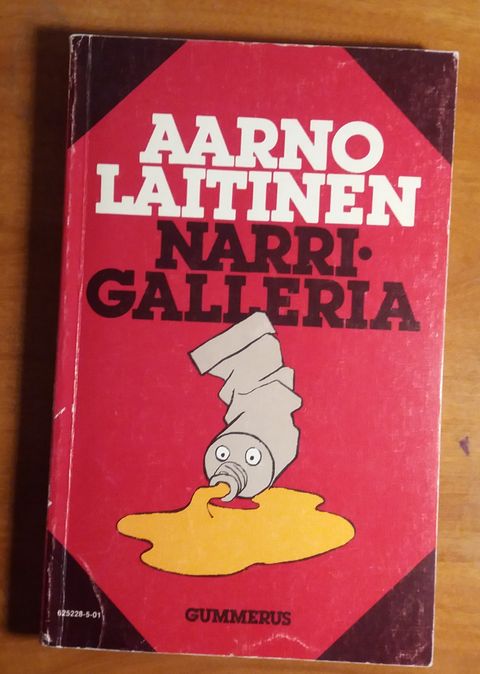 AARNO
LAITINEN
NARRI-
GALLERIA
625228-5-01
GUMMERUS